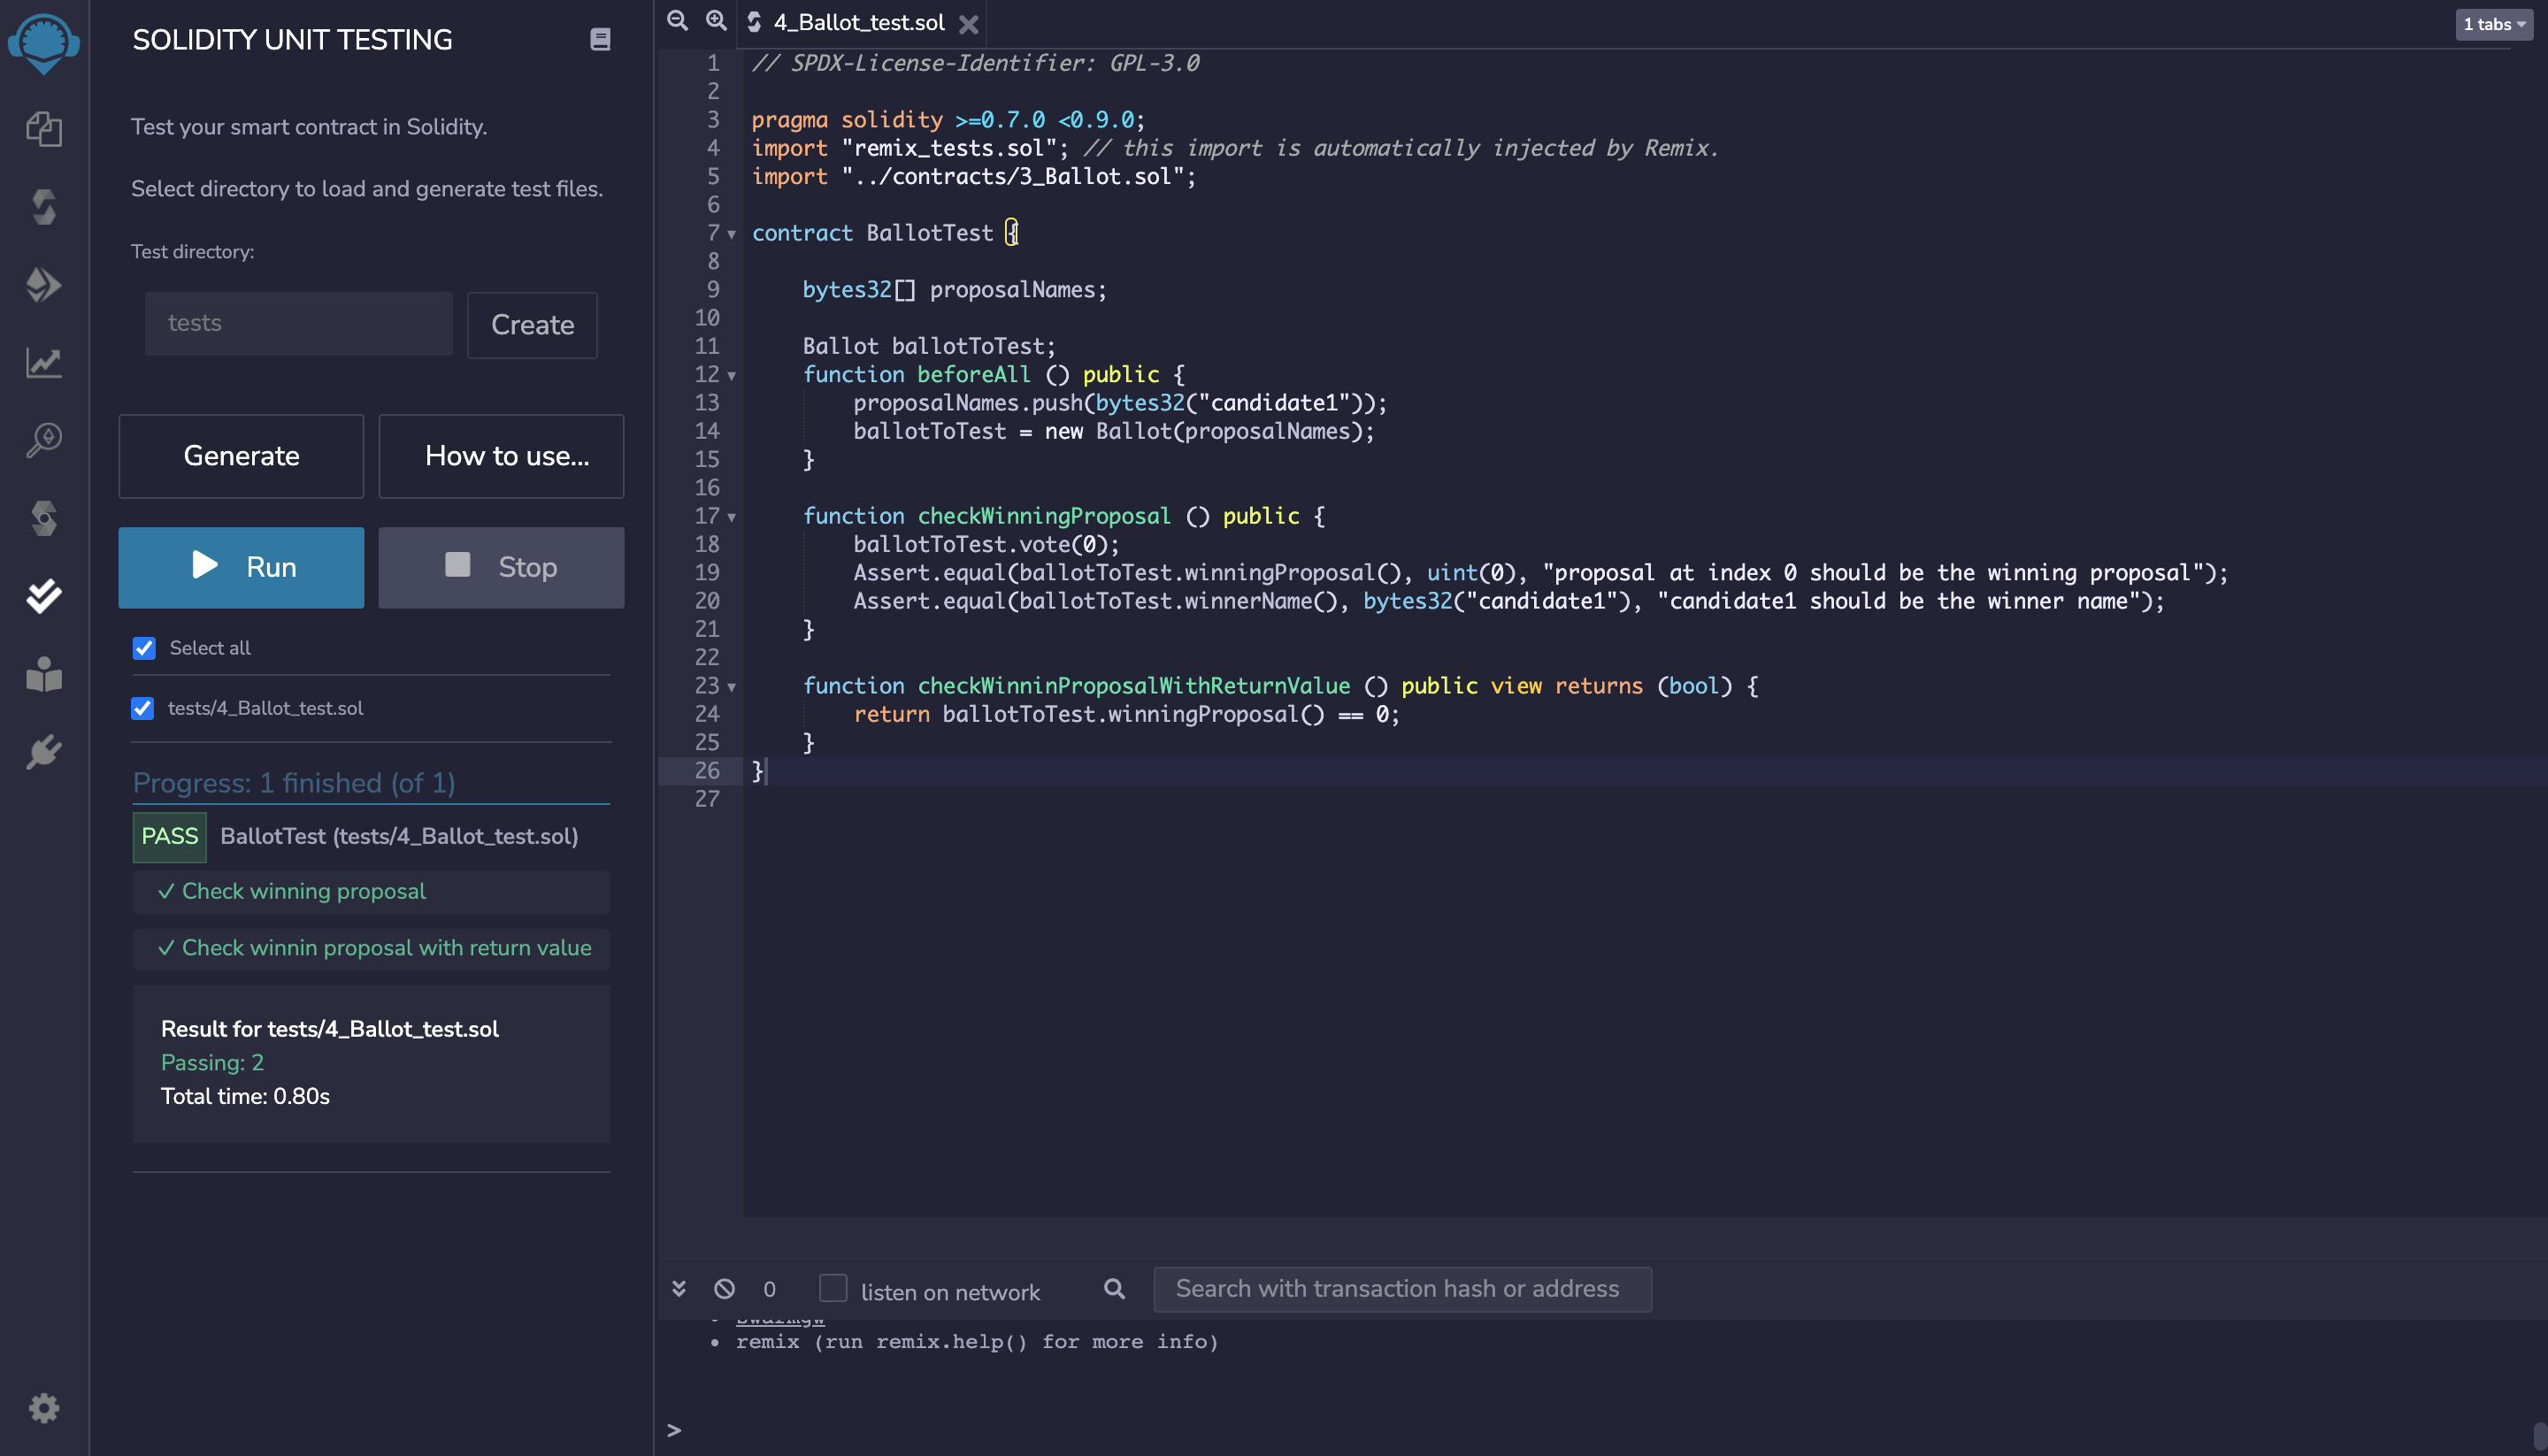 SOLIDITY UNIT TESTING
Test your smart contract in Solidity.
Select directory to load and generate test files.
Test directory:
tests
Create
Generate
How to use...
Run
Stop
Select all
tests/4_Ballot_test.sol
Progress: 1 finished (of 1)
PASS BallotTest (tests/4_Ballot_test.sol)
✓ Check winning proposal
✓ Check winnin proposal with return value
Result for tests/4_Ballot_test.sol
Passing: 2
Total time: 0.80s
4_Ballot_test.sol
1 tabs
1 // SPDX-License-Identifier: GPL-3.0
2
3 pragma solidity >=0.7.0 <0.9.0;
4 import "remix_tests.sol"; // this import is automatically injected by Remix.
5 import "../contracts/3_Ballot.sol";
6
7 contract BallotTest {
8
9     bytes32[] proposalNames;
10
11     Ballot ballotToTest;
12     function beforeAll () public {
13         proposalNames.push(bytes32("candidate1"));
14         ballotToTest = new Ballot(proposalNames);
15     }
16
17     function checkWinningProposal () public {
18         ballotToTest.vote(0);
19         Assert.equal(ballotToTest.winningProposal(), uint(0), "proposal at index 0 should be the winning proposal");
20         Assert.equal(ballotToTest.winnerName(), bytes32("candidate1"), "candidate1 should be the winner name");
21     }
22
23     function checkWinninProposalWithReturnValue () public view returns (bool) {
24         return ballotToTest.winningProposal() == 0;
25     }
26 }
27
0
listen on network
Search with transaction hash or address
• remix (run remix.help() for more info)
>